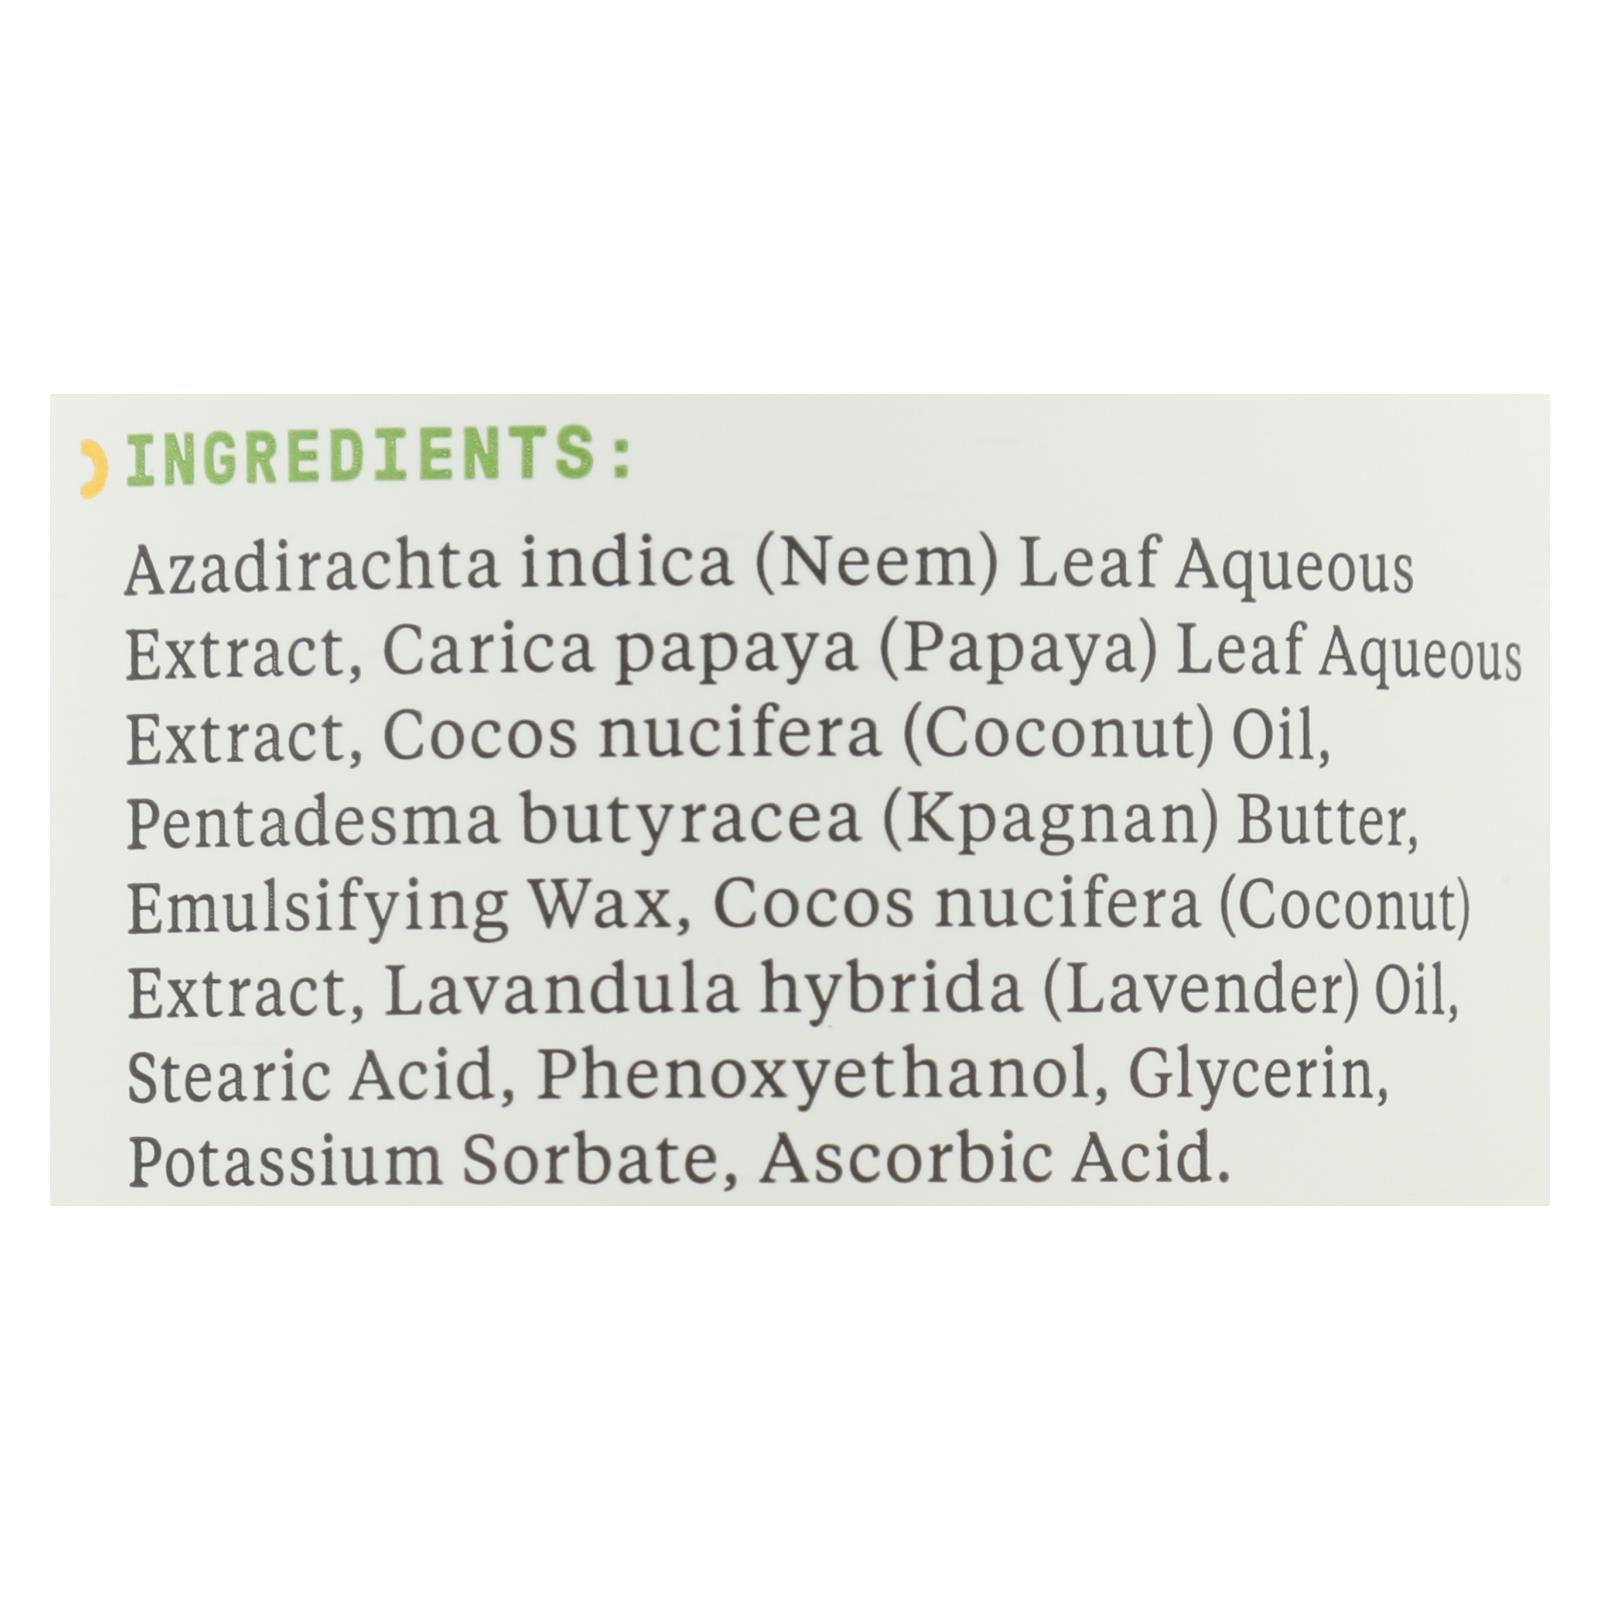 INGREDIENTS:
Azadirachta indica (Neem) Leaf Aqueous
Extract, Carica papaya (Papaya) Leaf Aqueous
Extract, Cocos nucifera (Coconut) Oil,
Pentadesma butyracea (Kpagnan) Butter,
Emulsifying Wax, Cocos nucifera (Coconut)
Extract, Lavandula hybrida (Lavender) Oil,
Stearic Acid, Phenoxyethanol, Glycerin,
Potassium Sorbate, Ascorbic Acid.